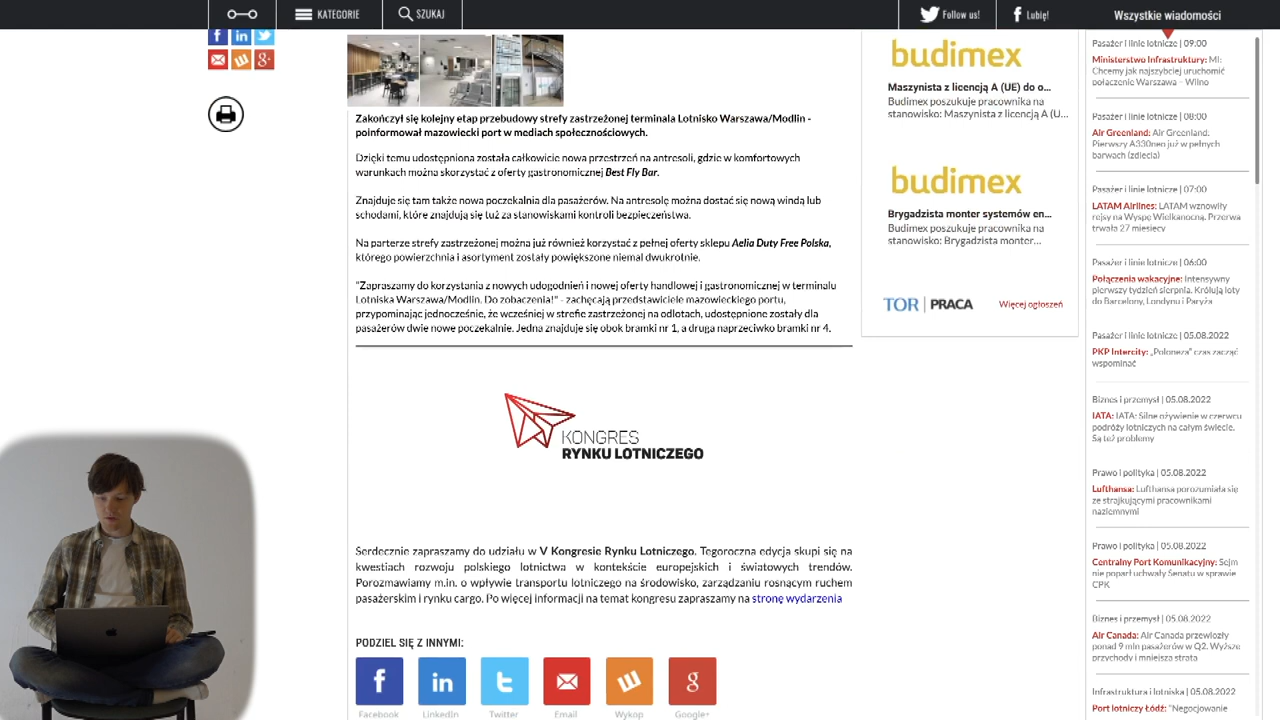 KATEGORIE
SZUKAJ
Follow us!
Lubię!
Wszystkie wiadomości
Zakończył się kolejny etap przebudowy strefy zastrzeżonej terminala Lotnisko Warszawa/Modlin -
poinformował mazowiecki port w mediach społecznościowych.
Dzięki temu udostępniona została całkowicie nowa przestrzeń na antresoli, gdzie w komfortowych
warunkach można skorzystać z oferty gastronomicznej Best Fly Bar.
Znajduje się tam także nowa poczekalnia dla pasażerów. Na antresolę można dostać się nową windą lub
schodami, które znajdują się tuż za stanowiskami kontroli bezpieczeństwa.
Na parterze strefy zastrzeżonej można już również korzystać z pełnej oferty sklepu Aelia Duty Free Polska,
którego powierzchnia i asortyment zostały powiększone niemal dwukrotnie.
"Zapraszamy do korzystania z nowych udogodnień i nowej oferty handlowej i gastronomicznej w terminalu
Lotniska Warszawa/Modlin. Do zobaczenia!" - zachęcają przedstawiciele mazowieckiego portu,
przypominając jednocześnie, że wcześniej w strefie zastrzeżonej na odlotach, udostępnione zostały dla
pasażerów dwie nowe poczekalnie. Jedna znajduje się obok bramki nr 1, a druga naprzeciwko bramki nr 4.
KONGRES
RYNKU LOTNICZEGO
Serdecznie zapraszamy do udziału w V Kongresie Rynku Lotniczego. Tegoroczna edycja skupi się na
kwestiach rozwoju polskiego lotnictwa w kontekście europejskich i światowych trendów.
Porozmawiamy m.in. o wpływie transportu lotniczego na środowisko, zarządzaniu rosnącym ruchem
pasażerskim i rynku cargo. Po więcej informacji na temat kongresu zapraszamy na stronę wydarzenia
PODZIEL SIĘ Z INNYMI:
Facebook
LinkedIn
Twitter
Email
Wykop
Google+
budimex
Maszynista z licencją A (UE) do o...
Budimex poszukuje pracownika na
stanowisko: Maszynista z licencją A (U...
budimex
Brygadzista monter systemów en...
Budimex poszukuje pracownika na
stanowisko: Brygadzista monter...
TOR | PRACA
Więcej ogłoszeń
Pasażer i linie lotnicze | 09:00
Ministerstwo Infrastruktury: MI:
Chcemy jak najszybciej uruchomić
połączenie Warszawa – Wilno
Pasażer i linie lotnicze | 08:00
Air Greenland: Air Greenland.
Pierwszy A330neo już w pełnych
barwach (zdjęcia)
Pasażer i linie lotnicze | 07:00
LATAM Airlines: LATAM wznowiły
rejsy na Wyspę Wielkanocną. Przerwa
trwała 27 miesięcy
Pasażer i linie lotnicze | 06:00
Połączenia wakacyjne: Intensywny
pierwszy tydzień sierpnia. Królują loty
do Barcelony, Londynu i Paryża
Pasażer i linie lotnicze | 05.08.2022
PKP Intercity: „Poloneza” czas zacząć
wspominać
Biznes i przemysł | 05.08.2022
IATA: IATA: Silne ożywienie w czerwcu
podróży lotniczych na całym świecie.
Są też problemy
Prawo i polityka | 05.08.2022
Lufthansa: Lufthansa porozumiała się
ze strajkującymi pracownikami
naziemnymi
Prawo i polityka | 05.08.2022
Centralny Port Komunikacyjny: Sejm
nie poparł uchwały Senatu w sprawie
CPK
Biznes i przemysł | 05.08.2022
Air Canada: Air Canada przewiozły
ponad 9 mln pasażerów w Q2. Wyższe
przychody i mniejsza strata
Infrastruktura i lotniska | 05.08.2022
Port lotniczy Łódź: "Negocjowanie